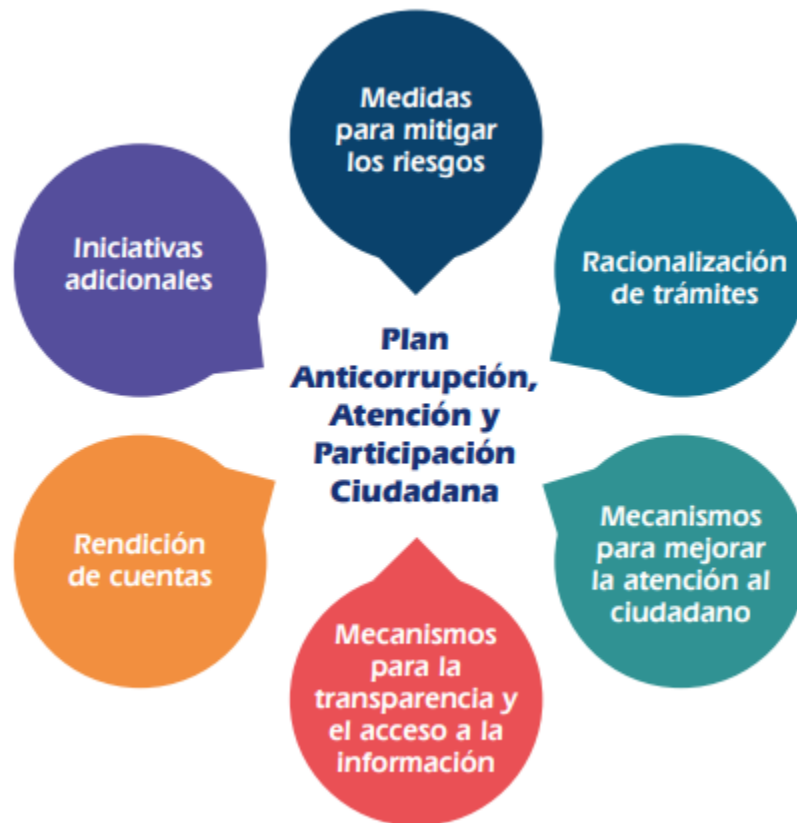 Medidas
para mitigar
los riesgos
Racionalización
de trámites
Mecanismos
para mejorar
la atención al
ciudadano
Mecanismos
para la
transparencia y
el acceso a la
información
Rendición
de cuentas
Iniciativas
adicionales
Plan
Anticorrupción,
Atención y
Participación
Ciudadana